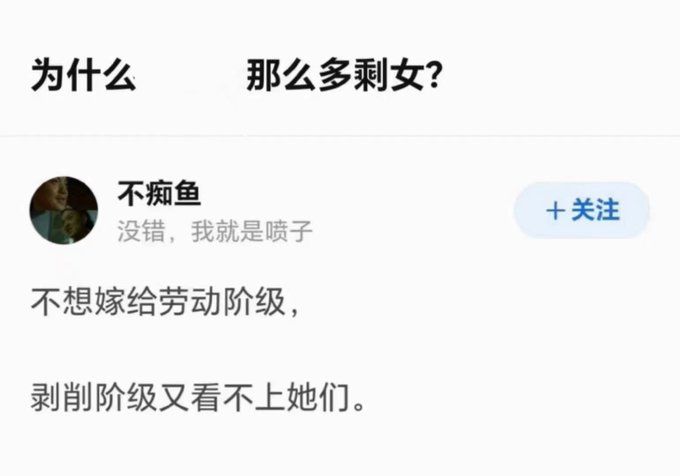 为什么 那么多剩女?
不痴鱼
没错，我就是喷子
＋关注
不想嫁给劳动阶级，
剥削阶级又看不上她们。